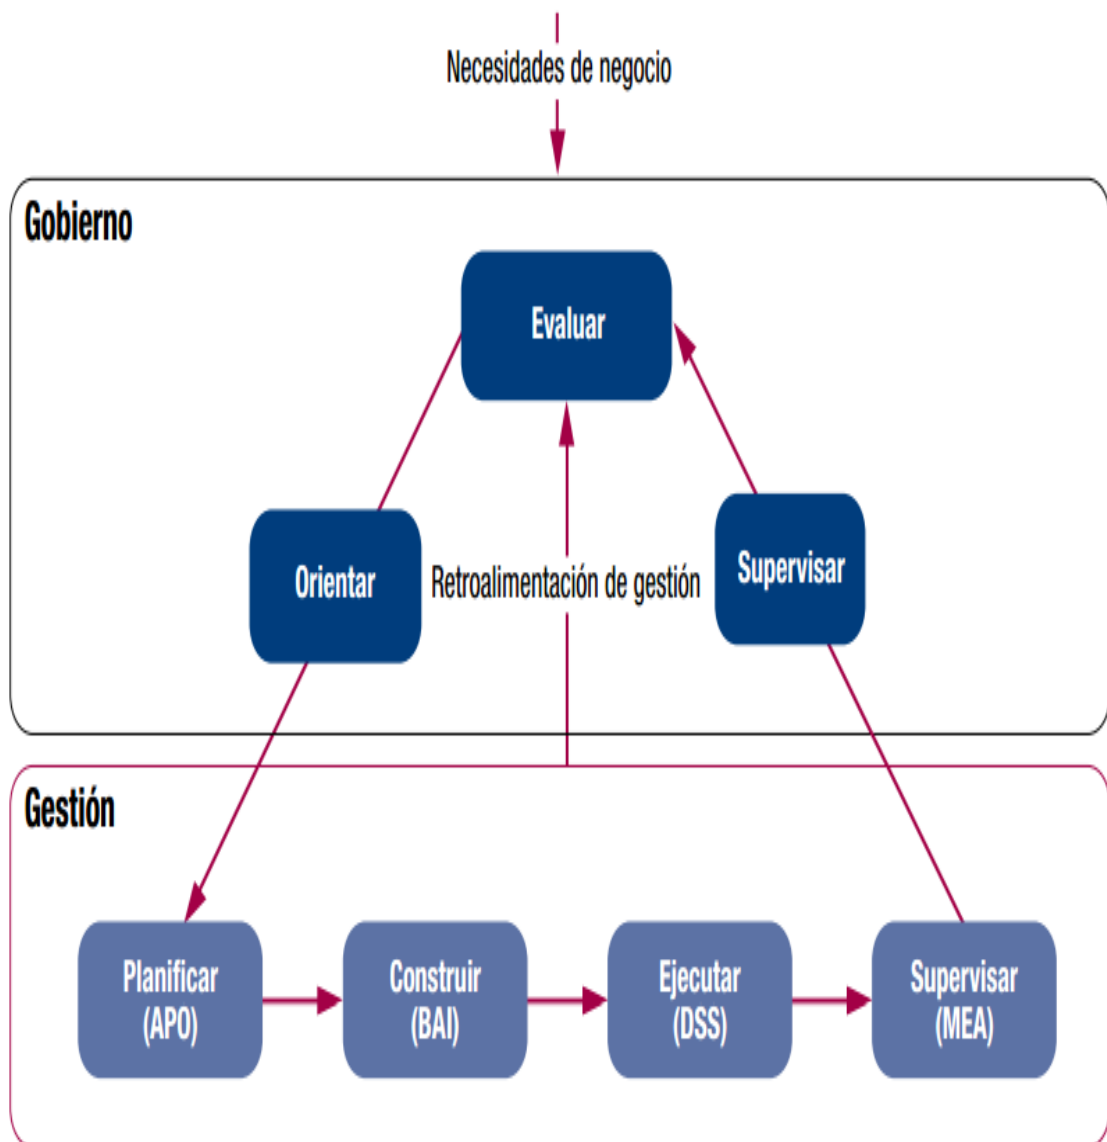 Necesidades de negocio
Gobierno
Evaluar
Orientar
Retroalimentación de gestión
Supervisar
Gestión
Planificar
(APO)
Construir
(BAI)
Ejecutar
(DSS)
Supervisar
(MEA)